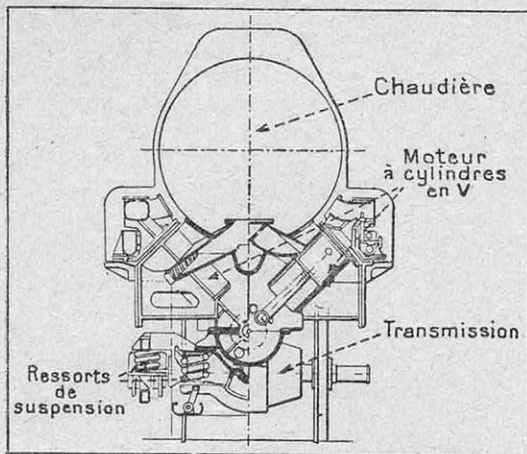 Chaudière
Moteur
à cylindres
en V
Transmission
Ressorts
de
suspension